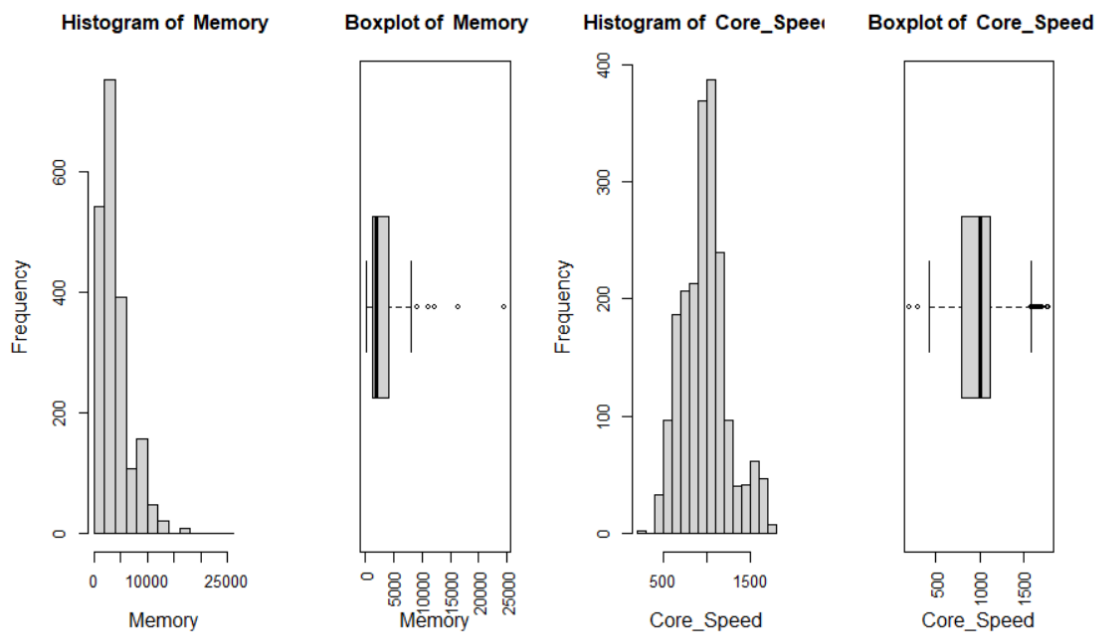 Histogram of Memory
Frequency
0
200
400
600
0
10000
25000
Memory
Boxplot of Memory
0
5000
10000
15000
20000
25000
Memory
Histogram of Core_Speed
Frequency
0
100
200
300
400
500
1500
Core_Speed
Boxplot of Core_Speed
500
1000
1500
Core_Speed